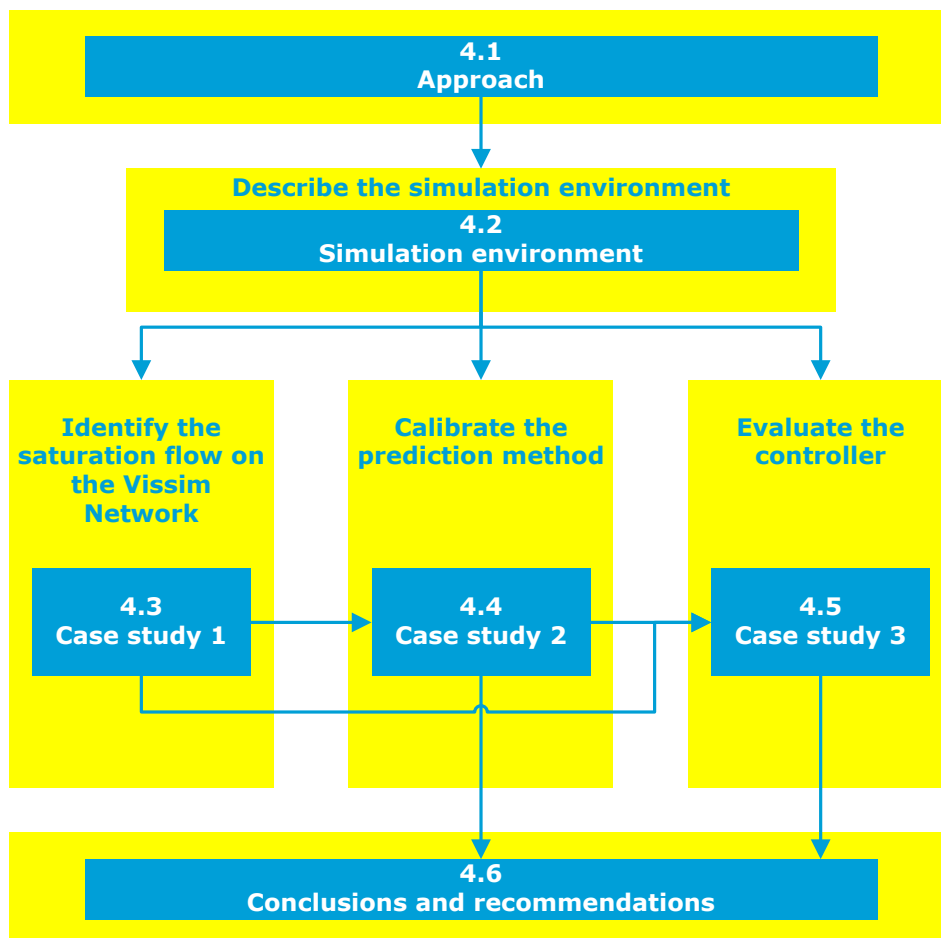 4.1
Approach
Describe the simulation environment
4.2
Simulation environment
Identify the
saturation flow on
the Vissim
Network
4.3
Case study 1
Calibrate the
prediction method
4.4
Case study 2
Evaluate the
controller
4.5
Case study 3
4.6
Conclusions and recommendations